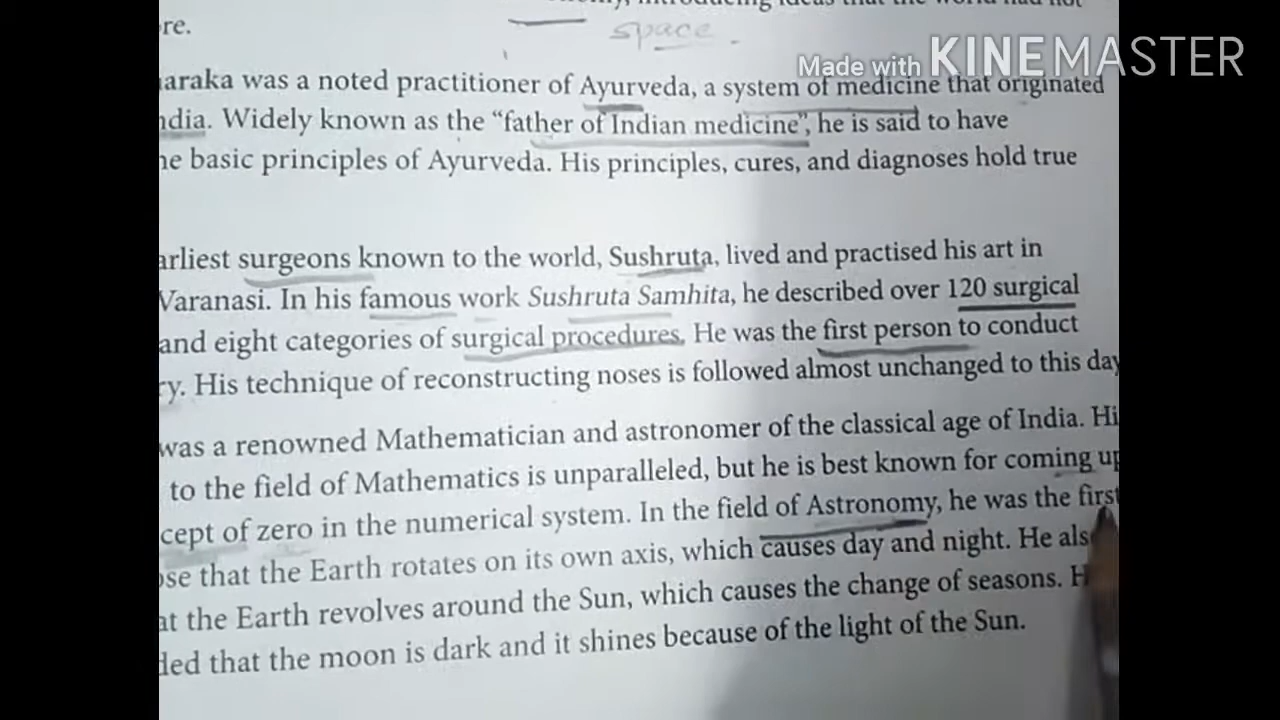 re.
space.
Made with KINEMASTER
araka was a noted practitioner of Ayurveda, a system of medicine that originated
ndia. Widely known as the “father of Indian medicine”, he is said to have
ne basic principles of Ayurveda. His principles, cures, and diagnoses hold true
arliest surgeons known to the world, Sushruta, lived and practised his art in
Varanasi. In his famous work Sushruta Samhita, he described over 120 surgical
and eight categories of surgical procedures. He was the first person to conduct
ry. His technique of reconstructing noses is followed almost unchanged to this day
was a renowned Mathematician and astronomer of the classical age of India. Hi
to the field of Mathematics is unparalleled, but he is best known for coming up
cept of zero in the numerical system. In the field of Astronomy, he was the first
ose that the Earth rotates on its own axis, which causes day and night. He als
at the Earth revolves around the Sun, which causes the change of seasons. H
ded that the moon is dark and it shines because of the light of the Sun.